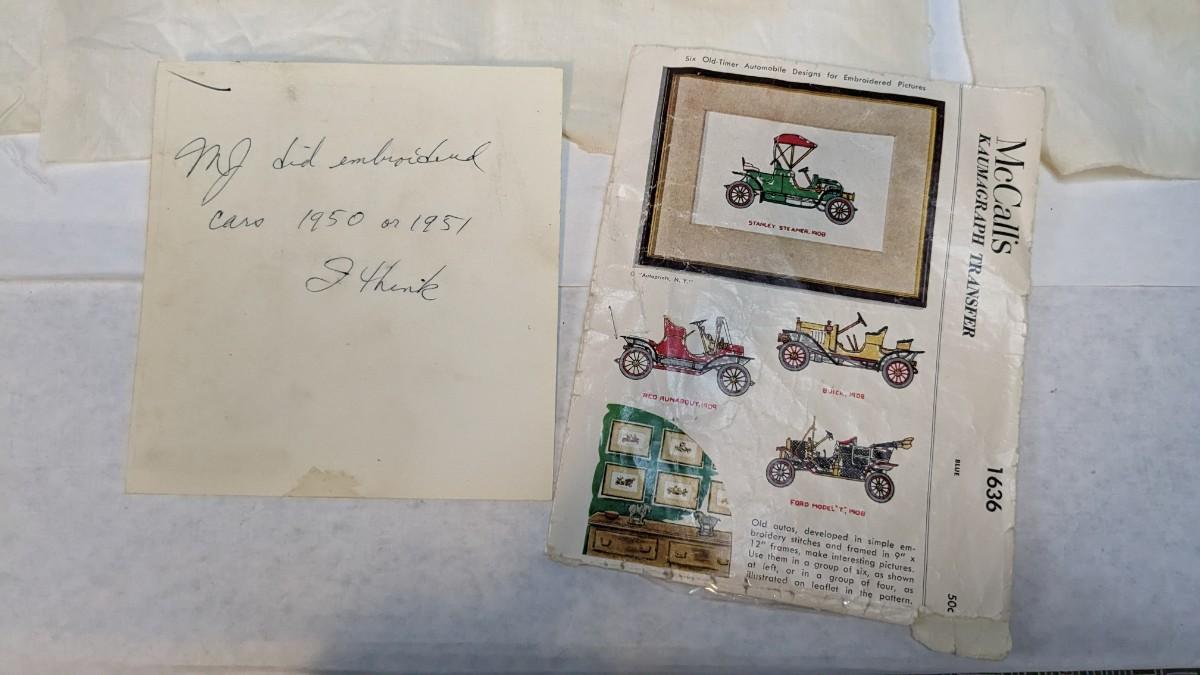 MJ did embroidered
cars 1950 or 1951
I think
Six Old-Timer Automobile Designs for Embroidered Pictures
STANLEY STEAMER, 1908
© "Autoprints, N. Y."
REO RUNABOUT, 1909
BUICK, 1908
FORD MODEL "T", 1908
Old autos, developed in simple em-
broidery stitches and framed in 9" x
12" frames, make interesting pictures.
Use them in a group of six, as shown
at left, or in a group of four, as
illustrated on leaflet in the pattern.
McCall's
KAUMAGRAPH TRANSFER
BLUE
1636
50c